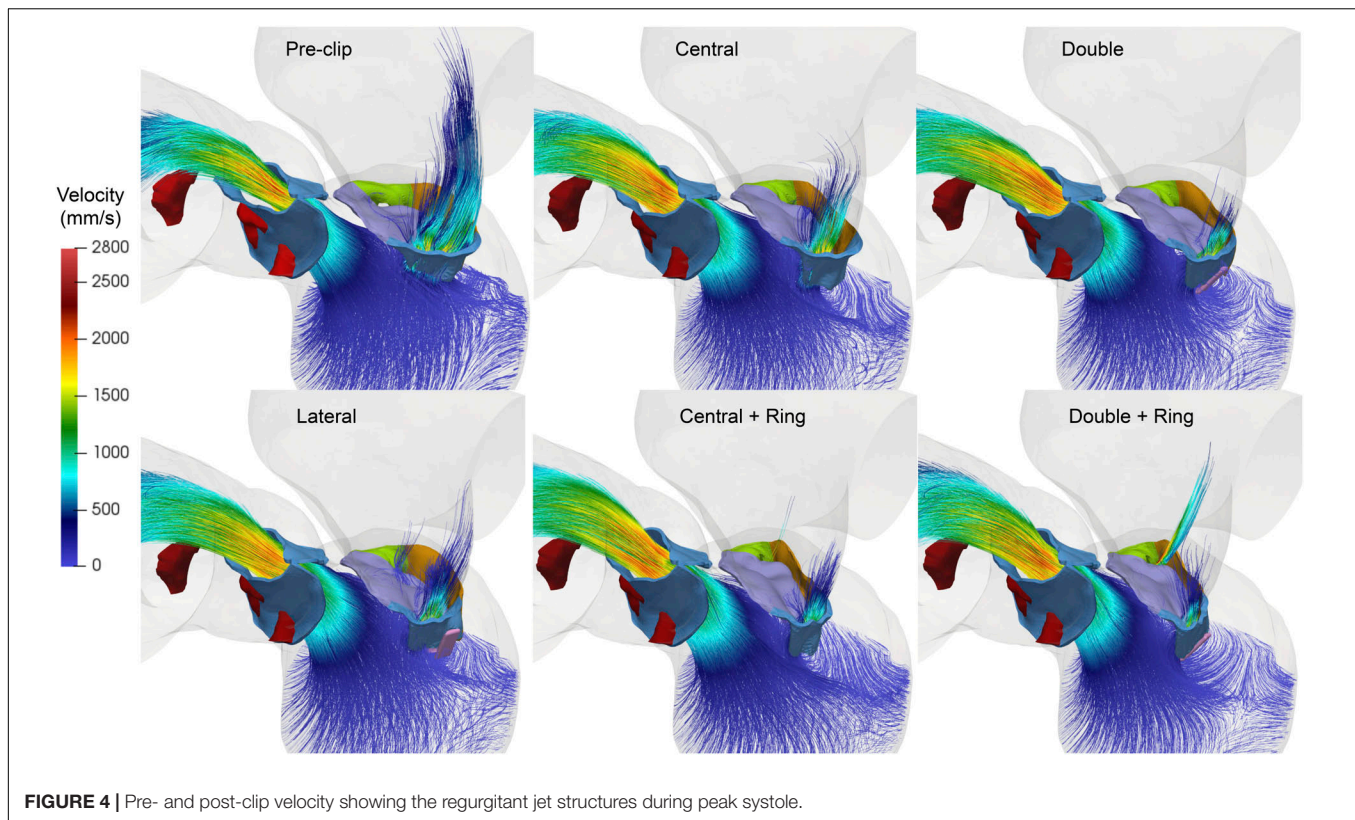 Pre-clip
Central
Double
Velocity
(mm/s)
2800
2500
2000
1500
1000
500
0
Lateral
Central + Ring
Double + Ring
FIGURE 4 | Pre- and post-clip velocity showing the regurgitant jet structures during peak systole.